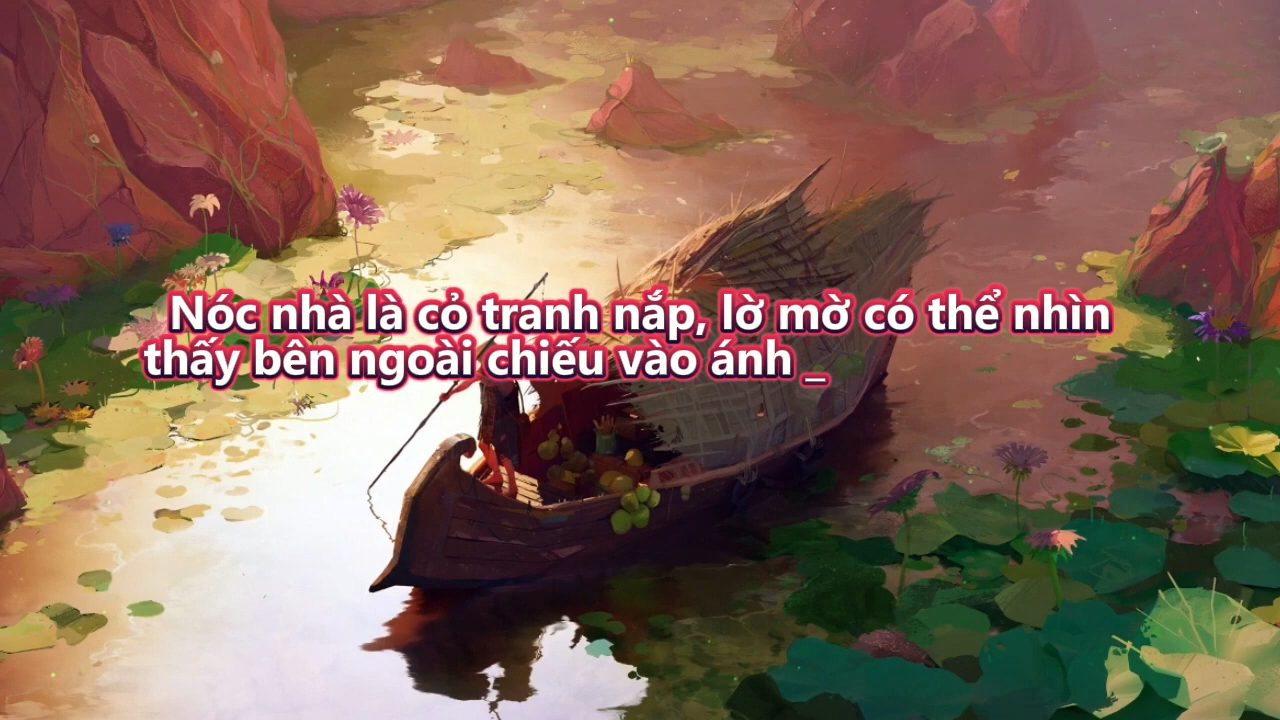 Nóc nhà là cỏ tranh nắp, lờ mờ có thể nhìn
thấy bên ngoài chiếu vào ánh _